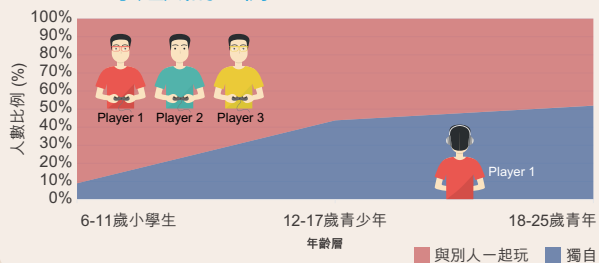 100%
90%
80%
70%
60%
50%
40%
30%
20%
10%
0%
人數比例 (%)
Player 1
Player 2
Player 3
Player 1
6-11歲小學生
12-17歲青少年
18-25歲青年
年齡層
與別人一起玩
獨自